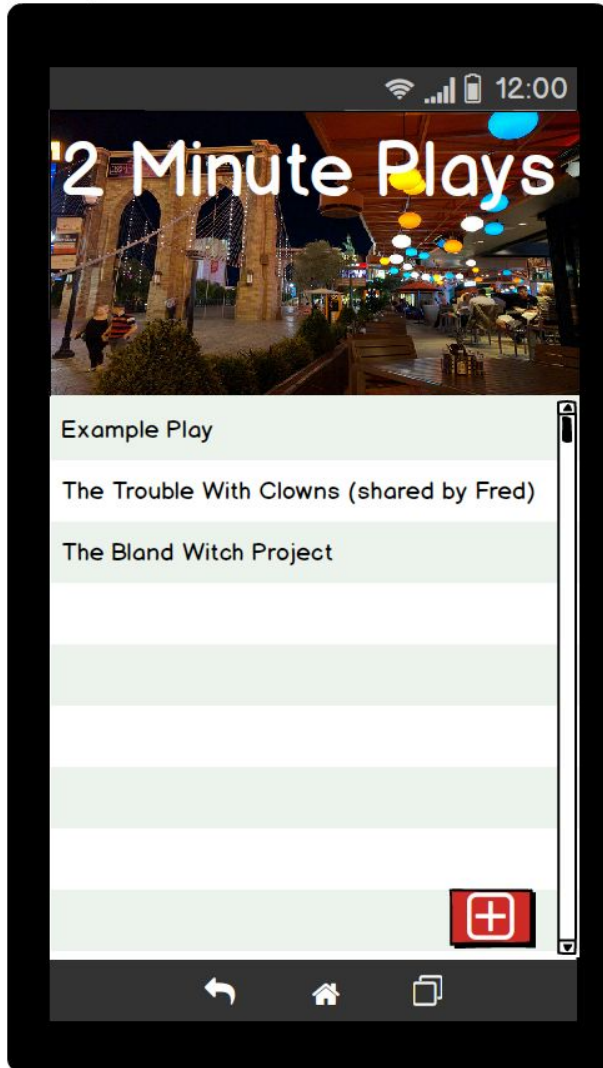 12:00
2 Minute Plays
Example Play
The Trouble With Clowns (shared by Fred)
The Bland Witch Project